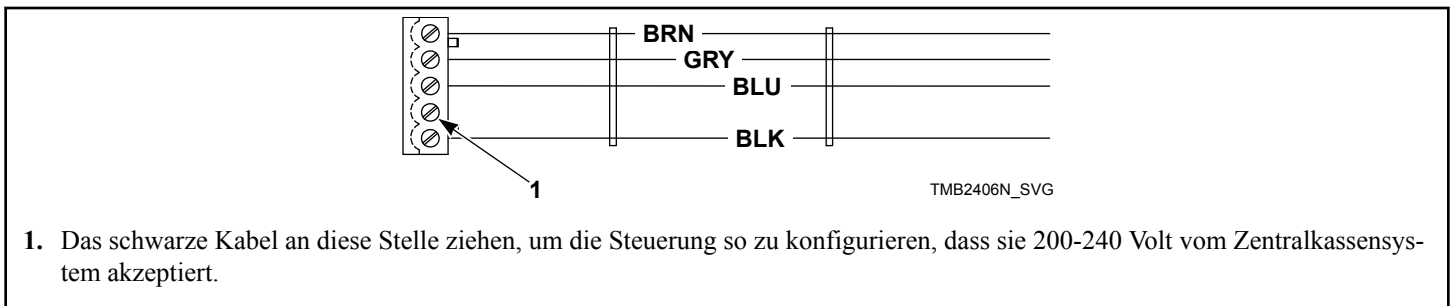 BRN
GRY
BLU
BLK
1
TMB2406N_SVG
1. Das schwarze Kabel an diese Stelle ziehen, um die Steuerung so zu konfigurieren, dass sie 200-240 Volt vom Zentralkassensys-
tem akzeptiert.